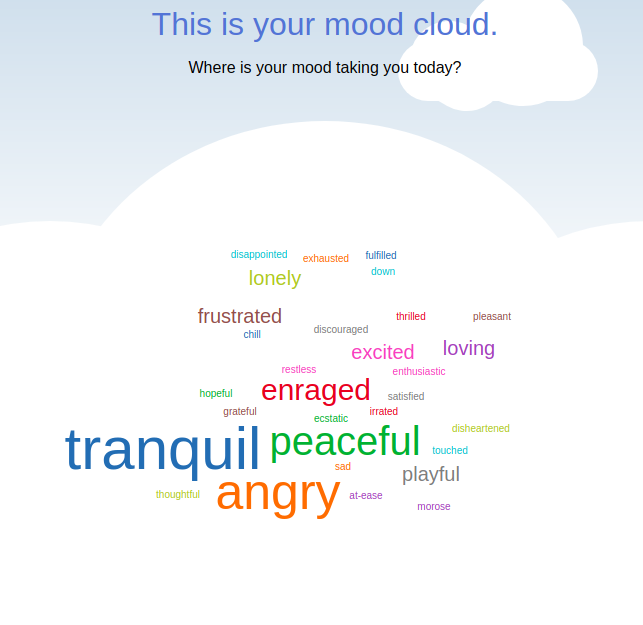 This is your mood cloud.
Where is your mood taking you today?
disappointed exhausted fulfilled
down
lonely
frustrated thrilled pleasant
discouraged
chill
excited loving
restless enthusiastic
enraged
hopeful satisfied
grateful irrated
ecstatic
disheartened
tranquil peaceful
touched
sad playful
angry
thoughtful at-ease
morose